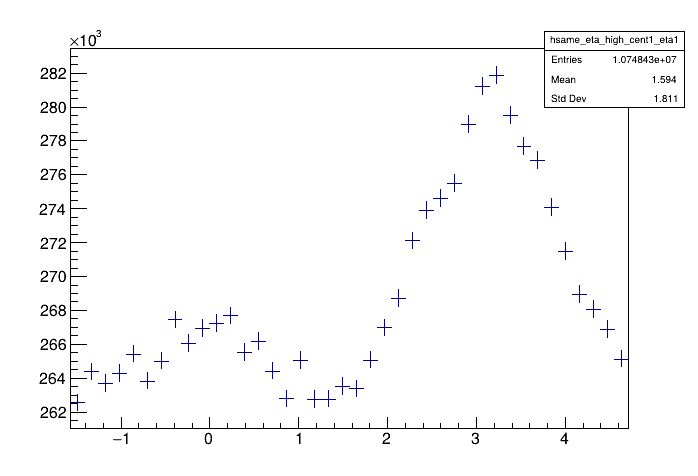 ×10³
hsame_eta_high_cent1_eta1
Entries 1.074843e+07
Mean 1.594
Std Dev 1.811
282
280
278
276
274
272
270
268
266
264
262
−1 0 1 2 3 4